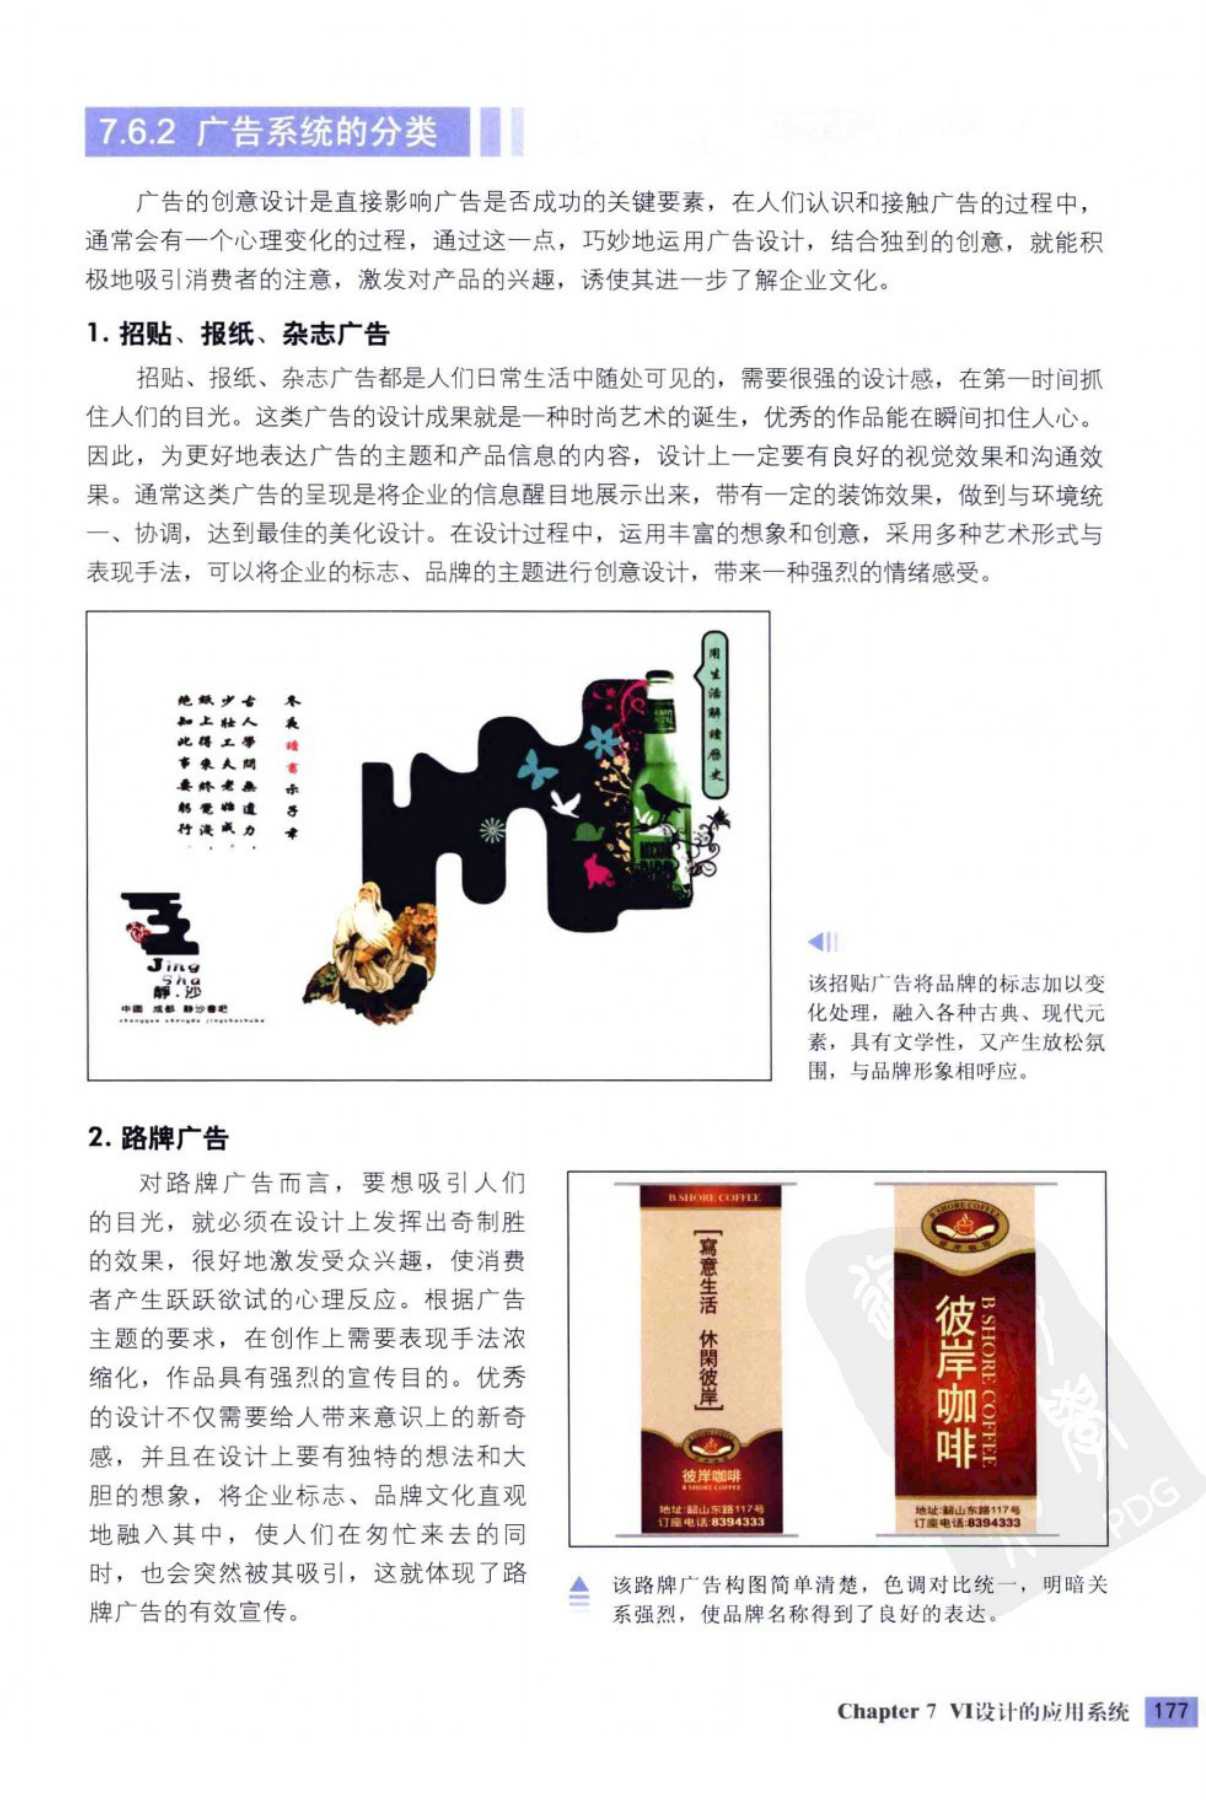 7.6.2 广告系统的分类
广告的创意设计是直接影响广告是否成功的关键要素，在人们认识和接触广告的过程中，
通常会有一个心理变化的过程，通过这一点，巧妙地运用广告设计，结合独到的创意，就能积
极地吸引消费者的注意，激发对产品的兴趣，诱使其进一步了解企业文化。
1. 招贴、报纸、杂志广告
招贴、报纸、杂志广告都是人们日常生活中随处可见的，需要很强的设计感，在第一时间抓
住人们的目光。这类广告的设计成果就是一种时尚艺术的诞生，优秀的作品能在瞬间扣住人心。
因此，为更好地表达广告的主题和产品信息的内容，设计上一定要有良好的视觉效果和沟通效
果。通常这类广告的呈现是将企业的信息醒目地展示出来，带有一定的装饰效果，做到与环境统
一、协调，达到最佳的美化设计。在设计过程中，运用丰富的想象和创意，采用多种艺术形式与
表现手法，可以将企业的标志、品牌的主题进行创意设计，带来一种强烈的情绪感受。
用生活解读历史
冬夜讀書示子聿
古人學問無遺力，
少壯工夫老始成。
紙上得來終覺淺，
绝知此事要躬行。
Jing
Sha
靜.沙
中国 成都 静沙書吧
该招贴广告将品牌的标志加以变
化处理，融入各种古典、现代元
素，具有文学性，又产生放松氛
围，与品牌形象相呼应。
2. 路牌广告
对路牌广告而言，要想吸引人们
的目光，就必须在设计上发挥出奇制胜
的效果，很好地激发受众兴趣，使消费
者产生跃跃欲试的心理反应。根据广告
主题的要求，在创作上需要表现手法浓
缩化，作品具有强烈的宣传目的。优秀
的设计不仅需要给人带来意识上的新奇
感，并且在设计上要有独特的想法和大
胆的想象，将企业标志、品牌文化直观
地融入其中，使人们在匆忙来去的同
时，也会突然被其吸引，这就体现了路
牌广告的有效宣传。
B.SHORE COFFEE
[寫意生活 休閑彼岸]
彼岸咖啡
B SHORE COFFEE
地址:韶山东路117号
订座电话:8394333
B.SHORE COFFEE
彼岸咖啡
彼岸咖啡
B SHORE COFFEE
地址:韶山东路117号
订座电话:8394333
PDG
该路牌广告构图简单清楚，色调对比统一，明暗关
系强烈，使品牌名称得到了良好的表达。
Chapter 7 VI设计的应用系统 177